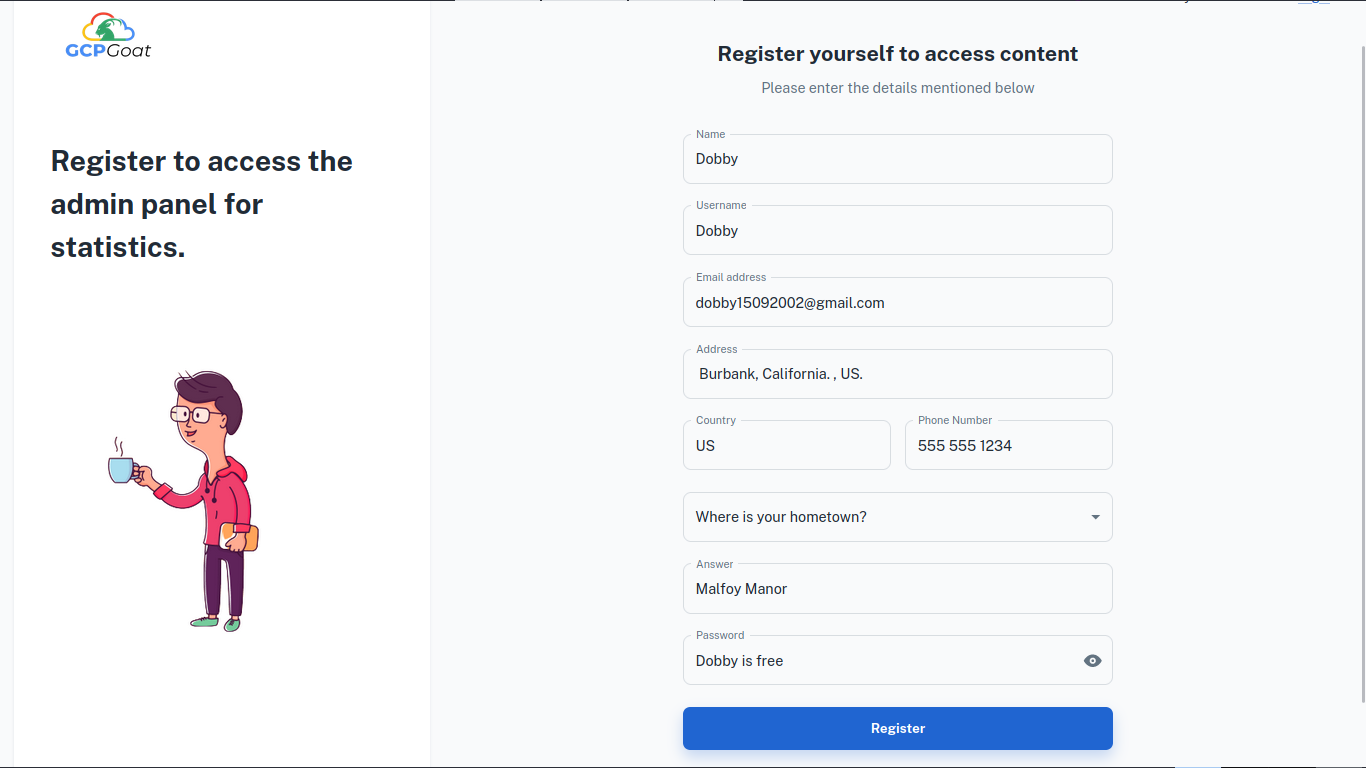 GCPGoat
Register to access the
admin panel for
statistics.
Register yourself to access content
Please enter the details mentioned below
Name
Dobby
Username
Dobby
Email address
dobby15092002@gmail.com
Address
Burbank, California. , US.
Country
US
Phone Number
555 555 1234
Where is your hometown?
Answer
Malfoy Manor
Password
Dobby is free
Register